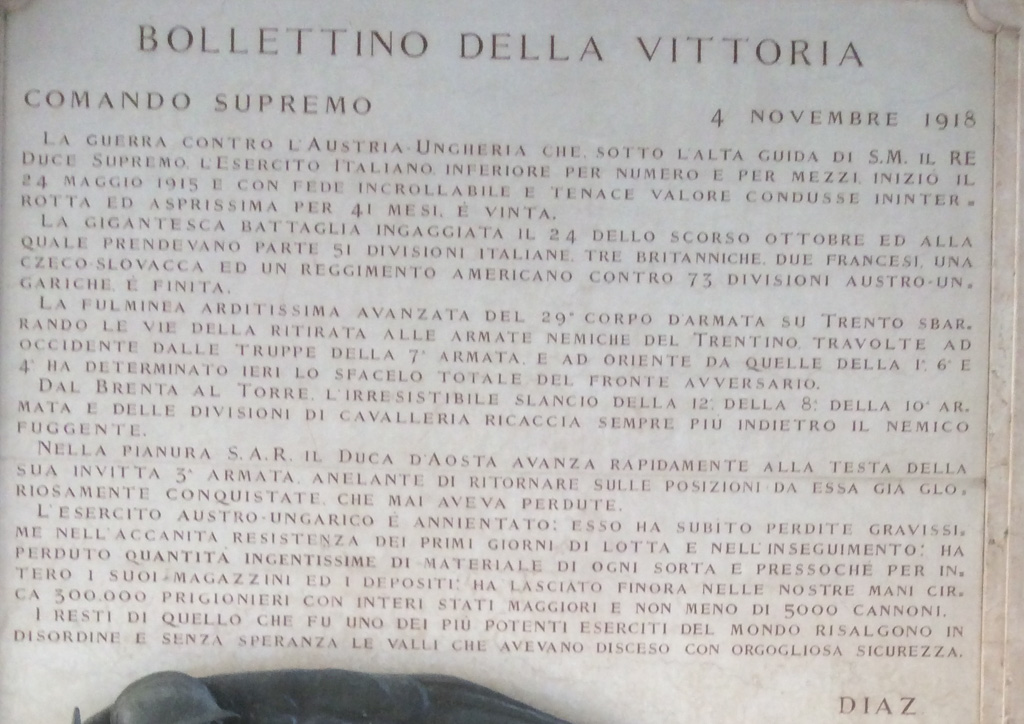 BOLLETTINO DELLA VITTORIA
COMANDO SUPREMO
4 NOVEMBRE 1918
LA GUERRA CONTRO L'AUSTRIA-UNGHERIA CHE, SOTTO L'ALTA GUIDA DI S.M. IL RE
DUCE SUPREMO, L'ESERCITO ITALIANO, INFERIORE PER NUMERO E PER MEZZI, INIZIÒ IL
24 MAGGIO 1915 E CON FEDE INCROLLABILE E TENACE VALORE CONDUSSE ININTER=
ROTTA ED ASPRISSIMA PER 41 MESI, È VINTA.
LA GIGANTESCA BATTAGLIA INGAGGIATA IL 24 DELLO SCORSO OTTOBRE ED ALLA
QUALE PRENDEVANO PARTE 51 DIVISIONI ITALIANE, TRE BRITANNICHE, DUE FRANCESI, UNA
CZECO-SLOVACCA ED UN REGGIMENTO AMERICANO CONTRO 73 DIVISIONI AUSTRO-UN=
GARICHE, È FINITA.
LA FULMINEA ARDITISSIMA AVANZATA DEL 29° CORPO D'ARMATA SU TRENTO SBAR=
RANDO LE VIE DELLA RITIRATA ALLE ARMATE NEMICHE DEL TRENTINO, TRAVOLTE AD
OCCIDENTE DALLE TRUPPE DELLA 7ª ARMATA, E AD ORIENTE DA QUELLE DELLA 1ª, 6ª E
4ª HA DETERMINATO IERI LO SFACELO TOTALE DEL FRONTE AVVERSARIO.
DAL BRENTA AL TORRE, L'IRRESISTIBILE SLANCIO DELLA 12ª, DELLA 8ª, DELLA 10ª AR=
MATA E DELLE DIVISIONI DI CAVALLERIA RICACCIA SEMPRE PIÙ INDIETRO IL NEMICO
FUGGENTE.
NELLA PIANURA S.A.R. IL DUCA D'AOSTA AVANZA RAPIDAMENTE ALLA TESTA DELLA
SUA INVITTA 3ª ARMATA, ANELANTE DI RITORNARE SULLE POSIZIONI DA ESSA GIÀ GLO=
RIOSAMENTE CONQUISTATE, CHE MAI AVEVA PERDUTE.
L'ESERCITO AUSTRO-UNGARICO È ANNIENTATO: ESSO HA SUBÌTO PERDITE GRAVISSI=
ME NELL'ACCANITA RESISTENZA DEI PRIMI GIORNI DI LOTTA E NELL'INSEGUIMENTO: HA
PERDUTO QUANTITÀ INGENTISSIME DI MATERIALE DI OGNI SORTA E PRESSOCHÉ PER IN=
TERO I SUOI MAGAZZINI ED I DEPOSITI: HA LASCIATO FINORA NELLE NOSTRE MANI CIR=
CA 300.000 PRIGIONIERI CON INTERI STATI MAGGIORI E NON MENO DI 5000 CANNONI.
I RESTI DI QUELLO CHE FU UNO DEI PIÙ POTENTI ESERCITI DEL MONDO RISALGONO IN
DISORDINE E SENZA SPERANZA LE VALLI CHE AVEVANO DISCESO CON ORGOGLIOSA SICUREZZA.
DIAZ